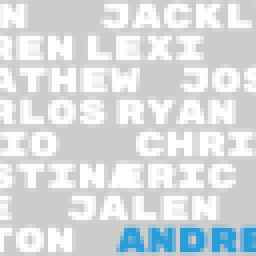 N JACKL
REN LEXI
ATHEW JOS
RLOS RYAN
IO CHRI
STINÆRIC
E JALEN
TON ANDRE